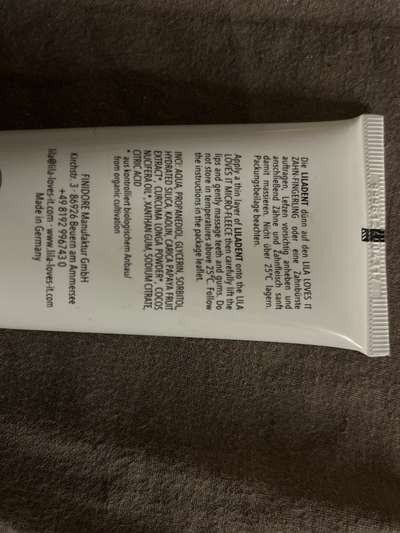 Die LILADENT dünn auf den LILA LOVES IT
ZAHN-FINGERLING oder eine Zahnbürste
auftragen, Lefzen vorsichtig anheben und
anschließend Zähne und Zahnfleisch sanft
damit massieren. Nicht über 25°C lagern.
Packungsbeilage beachten.
Apply a thin layer of LILADENT onto the LILA
LOVES IT MICRO-FLEECE then carefully lift the
lips and gently massage teeth and gums. Do
not store in temperatures above 25°C. Follow
the instructions in the package leaflet.
INCI: AQUA, PROPANEDIOL, GLYCERIN, SORBITOL,
HYDRATED SILICA, KAOLIN, CARICA PAPAYA FRUIT
EXTRACT*, CURCUMA LONGA POWDER*, COCOS
NUCIFERA OIL*, XANTHAN GUM, SODIUM CITRATE,
CITRIC ACID
* aus kontrolliert biologischem Anbau/
from organic cultivation
FINIDORE Manufaktur GmbH
Kirchstr. 3 · 86926 Beuern am Ammersee
+49 8192 996743 0
lila@lila-loves-it.com · www.lila-loves-it.com
Made in Germany